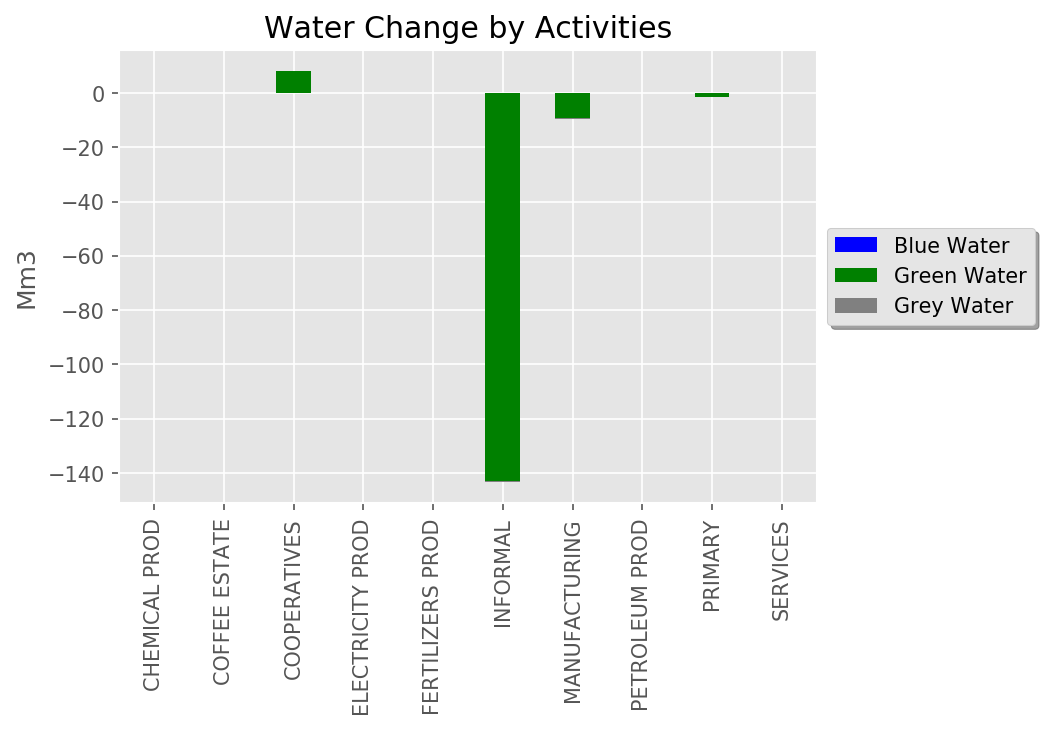 Water Change by Activities
Mm3
0
−20
−40
−60
−80
−100
−120
−140
CHEMICAL PROD
COFFEE ESTATE
COOPERATIVES
ELECTRICITY PROD
FERTILIZERS PROD
INFORMAL
MANUFACTURING
PETROLEUM PROD
PRIMARY
SERVICES
Blue Water
Green Water
Grey Water